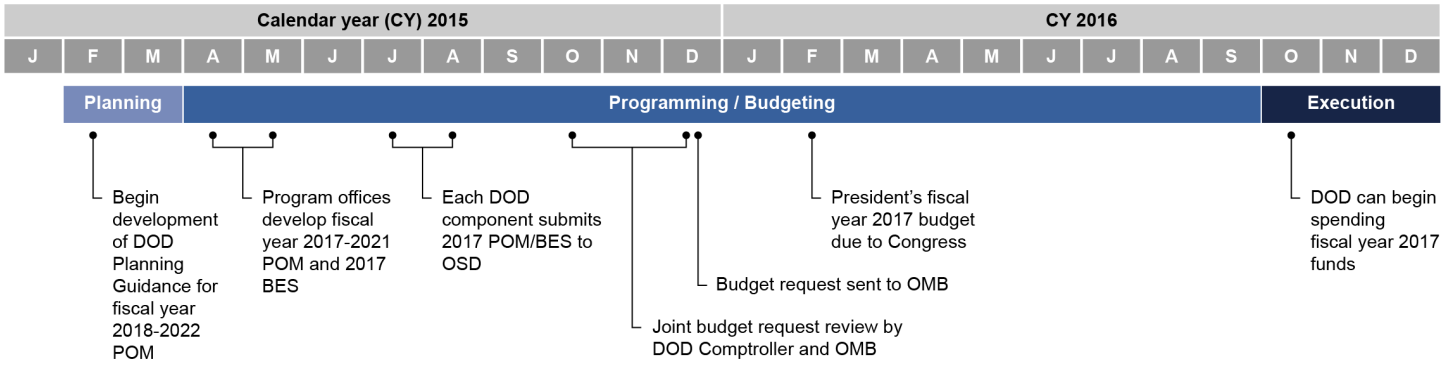 Calendar year (CY) 2015 CY 2016
J F M A M J J A S O N D J F M A M J J A S O N D
Planning Programming / Budgeting Execution
Begin
development
of DOD
Planning
Guidance for
fiscal year
2018-2022
POM
Program offices
develop fiscal
year 2017-2021
POM and 2017
BES
Each DOD
component submits
2017 POM/BES to
OSD
Joint budget request review by
DOD Comptroller and OMB
Budget request sent to OMB
President’s fiscal
year 2017 budget
due to Congress
DOD can begin
spending
fiscal year 2017
funds